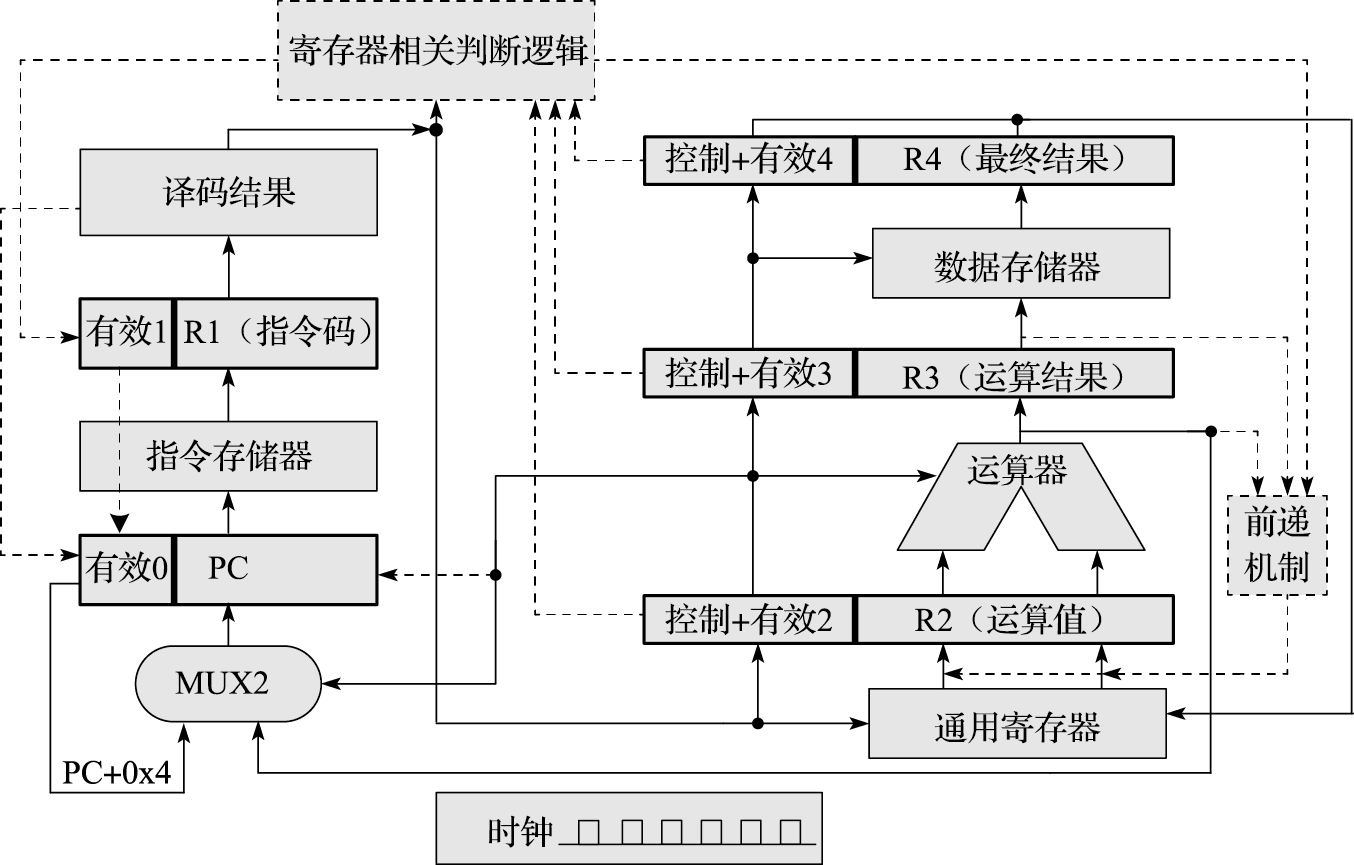 寄存器相关判断逻辑
译码结果
有效1
R1（指令码）
指令存储器
有效0
PC
MUX2
PC+0x4
控制+有效4
R4（最终结果）
数据存储器
控制+有效3
R3（运算结果）
运算器
前递
机制
控制+有效2
R2（运算值）
通用寄存器
时钟